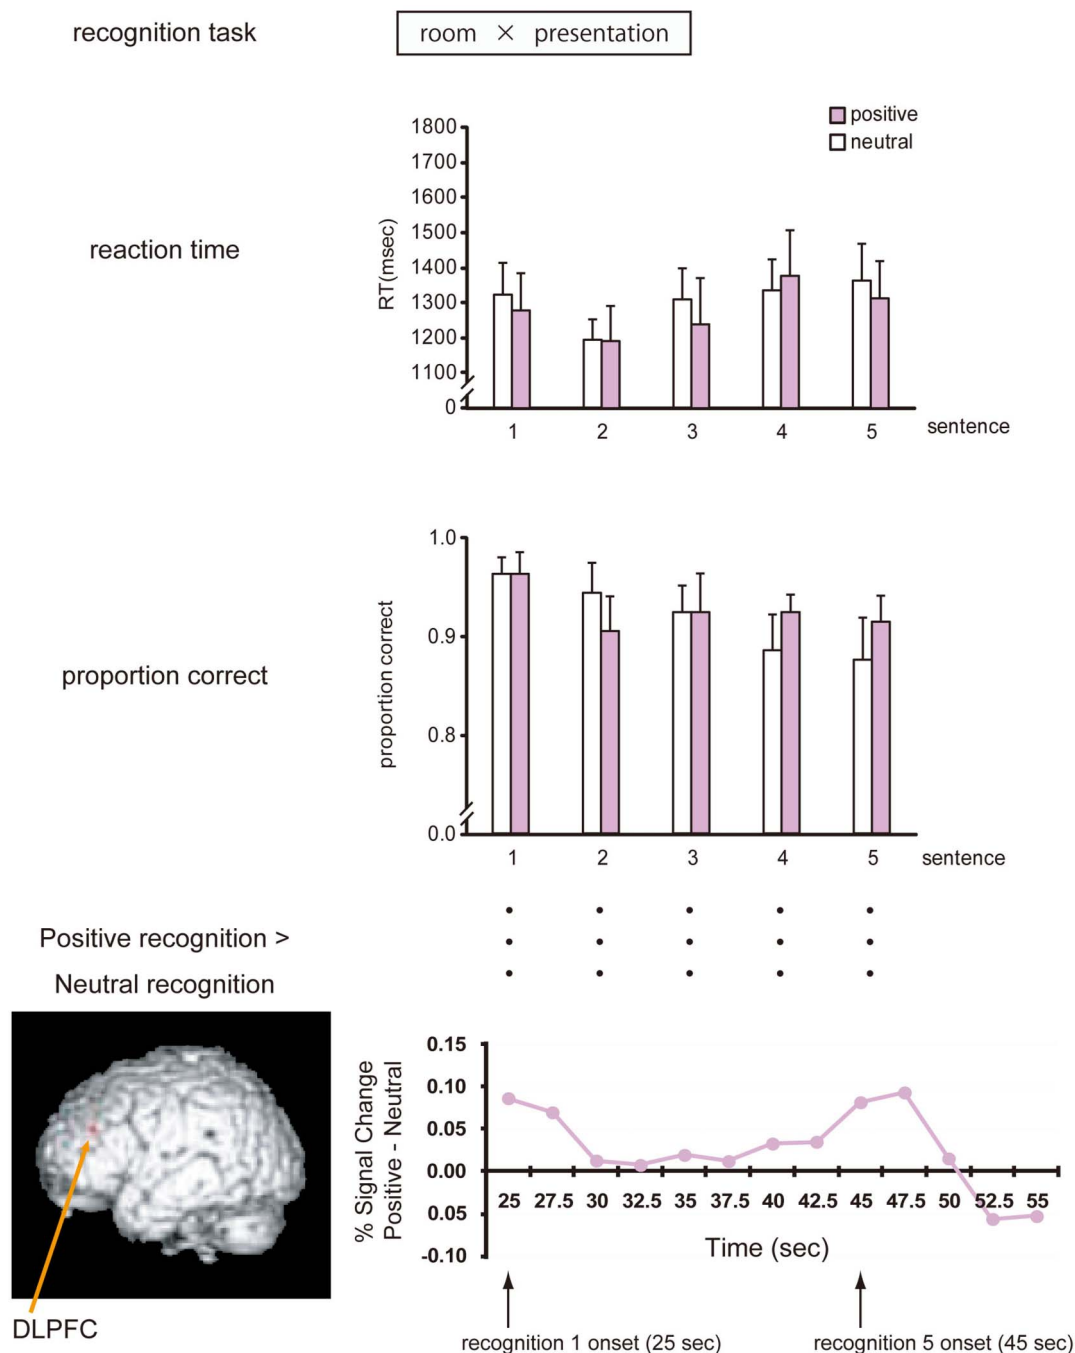 recognition task
room × presentation
positive
neutral
reaction time
RT(msec)
1800
1700
1600
1500
1400
1300
1200
1100
0
1 2 3 4 5 sentence
proportion correct
proportion correct
1.0
0.9
0.8
0.0
1 2 3 4 5 sentence
Positive recognition >
Neutral recognition
DLPFC
% Signal Change
Positive - Neutral
0.15
0.10
0.05
0.00
0.05
-0.10
25 27.5 30 32.5 35 37.5 40 42.5 45 47.5 50 52.5 55
Time (sec)
recognition 1 onset (25 sec)
recognition 5 onset (45 sec)